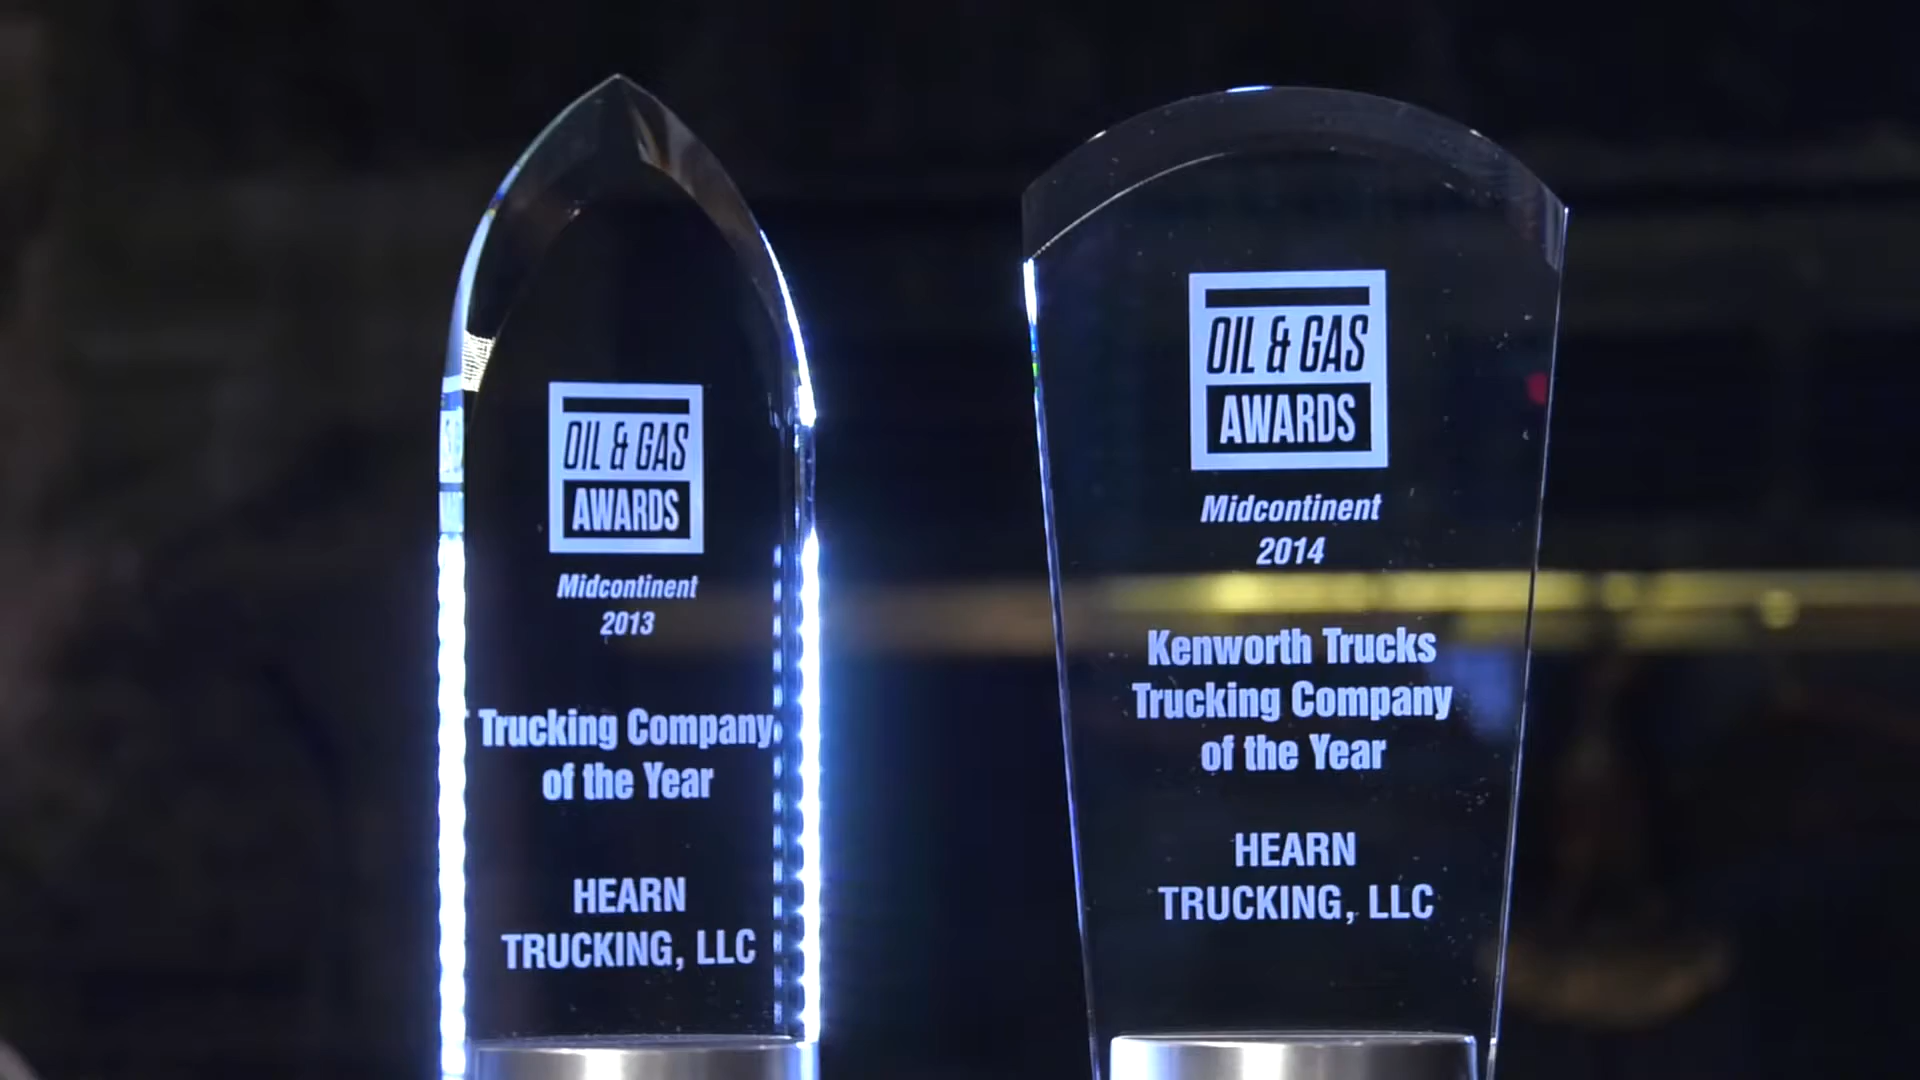 OIL & GAS
AWARDS
Midcontinent
2013
Trucking Company
of the Year
HEARN
TRUCKING, LLC
OIL & GAS
AWARDS
Midcontinent
2014
Kenworth Trucks
Trucking Company
of the Year
HEARN
TRUCKING, LLC